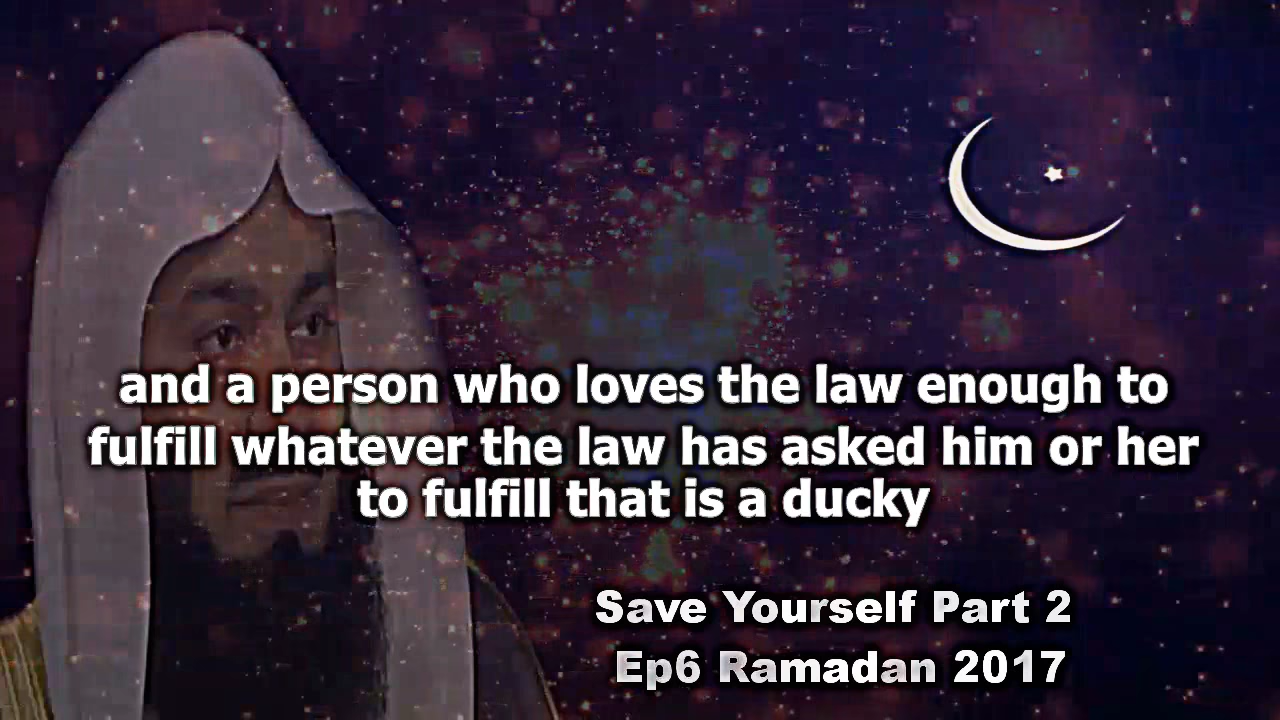 and a person who loves the law enough to
fulfill whatever the law has asked him or her
to fulfill that is a ducky
Save Yourself Part 2
Ep6 Ramadan 2017